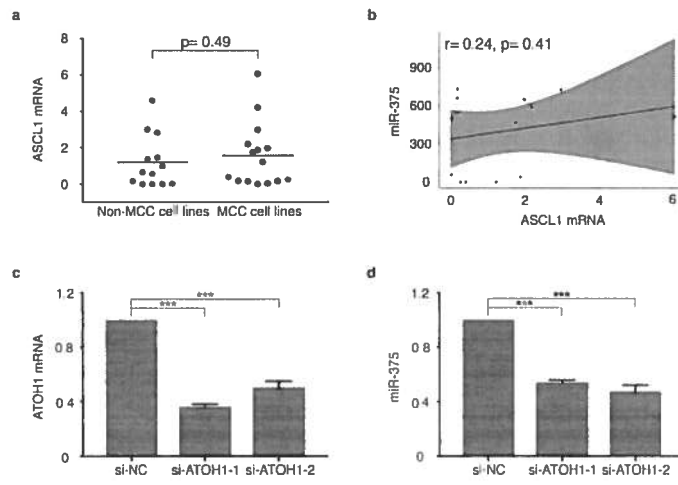 a
8
6
4
2
0
ASCL1 mRNA
p= 0.49
Non-MCC cell lines MCC cell lines
b
r= 0.24, p= 0.41
900
600
300
0
miR-375
0 2 4 6
ASCL1 mRNA
c
1.2
0.8
0.4
0
ATOH1 mRNA
***
***
si-NC si-ATOH1-1 si-ATOH1-2
d
1.2
0.8
0.4
0
miR-375
***
***
si-NC si-ATOH1-1 si-ATOH1-2